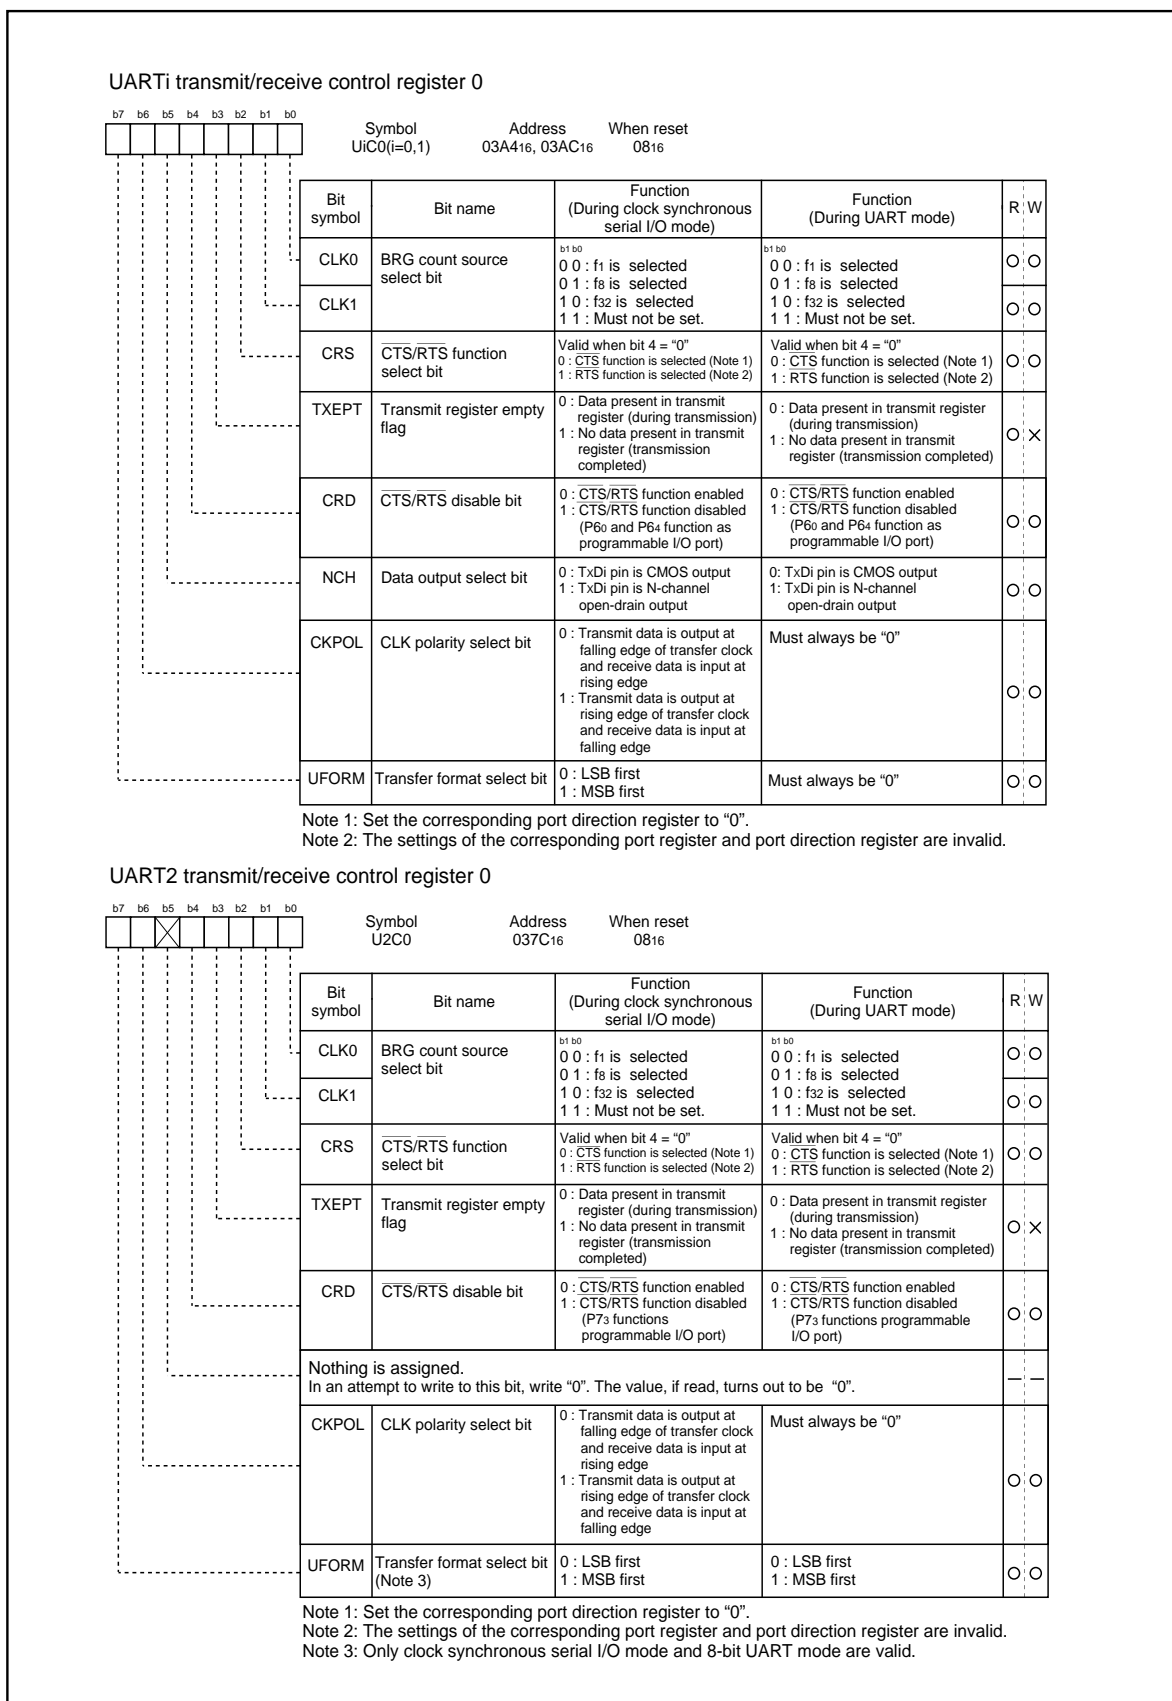 UARTi transmit/receive control register 0
b7 b6 b5 b4 b3 b2 b1 b0
Symbol Address When reset
UiC0(i=0,1) 03A416, 03AC16 0816
Bit symbol Bit name Function (During clock synchronous serial I/O mode) Function (During UART mode) R W
CLK0 BRG count source select bit
CLK1
b1 b0
0 0 : f1 is selected
0 1 : f8 is selected
1 0 : f32 is selected
1 1 : Must not be set.
b1 b0
0 0 : f1 is selected
0 1 : f8 is selected
1 0 : f32 is selected
1 1 : Must not be set.
CRS CTS/RTS function select bit
Valid when bit 4 = “0”
0 : CTS function is selected (Note 1)
1 : RTS function is selected (Note 2)
Valid when bit 4 = “0”
0 : CTS function is selected (Note 1)
1 : RTS function is selected (Note 2)
TXEPT Transmit register empty flag
0 : Data present in transmit
register (during transmission)
1 : No data present in transmit
register (transmission
completed)
0 : Data present in transmit register
(during transmission)
1 : No data present in transmit
register (transmission completed)
CRD CTS/RTS disable bit
0 : CTS/RTS function enabled
1 : CTS/RTS function disabled
(P60 and P64 function as
programmable I/O port)
0 : CTS/RTS function enabled
1 : CTS/RTS function disabled
(P60 and P64 function as
programmable I/O port)
NCH Data output select bit
0 : TxDi pin is CMOS output
1 : TxDi pin is N-channel
open-drain output
0: TxDi pin is CMOS output
1: TxDi pin is N-channel
open-drain output
CKPOL CLK polarity select bit
0 : Transmit data is output at
falling edge of transfer clock
and receive data is input at
rising edge
1 : Transmit data is output at
rising edge of transfer clock
and receive data is input at
falling edge
Must always be “0”
UFORM Transfer format select bit
0 : LSB first
1 : MSB first
Must always be “0”
Note 1: Set the corresponding port direction register to “0”.
Note 2: The settings of the corresponding port register and port direction register are invalid.
UART2 transmit/receive control register 0
b7 b6 b5 b4 b3 b2 b1 b0
Symbol Address When reset
U2C0 037C16 0816
Bit symbol Bit name Function (During clock synchronous serial I/O mode) Function (During UART mode) R W
CLK0 BRG count source select bit
CLK1
b1 b0
0 0 : f1 is selected
0 1 : f8 is selected
1 0 : f32 is selected
1 1 : Must not be set.
b1 b0
0 0 : f1 is selected
0 1 : f8 is selected
1 0 : f32 is selected
1 1 : Must not be set.
CRS CTS/RTS function select bit
Valid when bit 4 = “0”
0 : CTS function is selected (Note 1)
1 : RTS function is selected (Note 2)
Valid when bit 4 = “0”
0 : CTS function is selected (Note 1)
1 : RTS function is selected (Note 2)
TXEPT Transmit register empty flag
0 : Data present in transmit
register (during transmission)
1 : No data present in transmit
register (transmission
completed)
0 : Data present in transmit register
(during transmission)
1 : No data present in transmit
register (transmission completed)
CRD CTS/RTS disable bit
0 : CTS/RTS function enabled
1 : CTS/RTS function disabled
(P73 functions
programmable I/O port)
0 : CTS/RTS function enabled
1 : CTS/RTS function disabled
(P73 functions programmable
I/O port)
Nothing is assigned.
In an attempt to write to this bit, write “0”. The value, if read, turns out to be “0”.
CKPOL CLK polarity select bit
0 : Transmit data is output at
falling edge of transfer clock
and receive data is input at
rising edge
1 : Transmit data is output at
rising edge of transfer clock
and receive data is input at
falling edge
Must always be “0”
UFORM Transfer format select bit (Note 3)
0 : LSB first
1 : MSB first
0 : LSB first
1 : MSB first
Note 1: Set the corresponding port direction register to “0”.
Note 2: The settings of the corresponding port register and port direction register are invalid.
Note 3: Only clock synchronous serial I/O mode and 8-bit UART mode are valid.